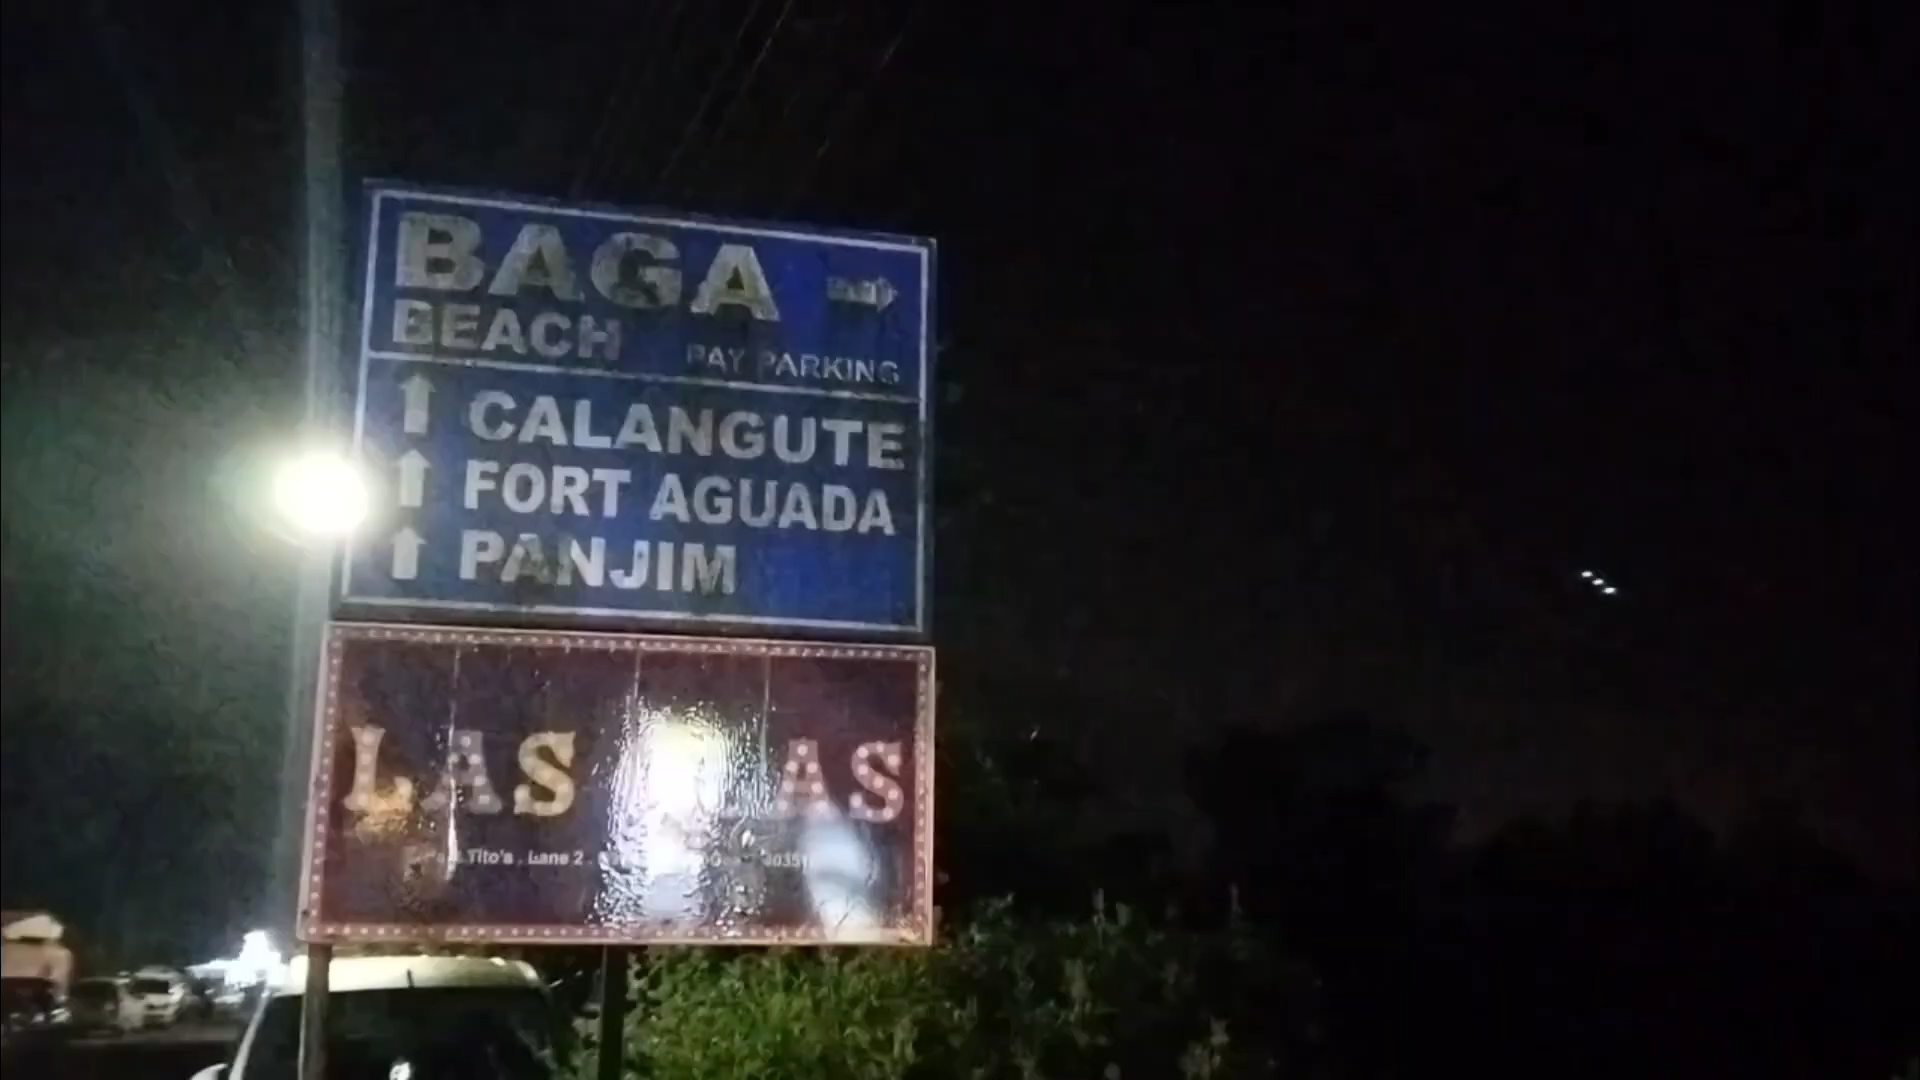 BAGA
BEACH PAY PARKING
CALANGUTE
FORT AGUADA
PANJIM
LAS
Tito's . Lane 2 .